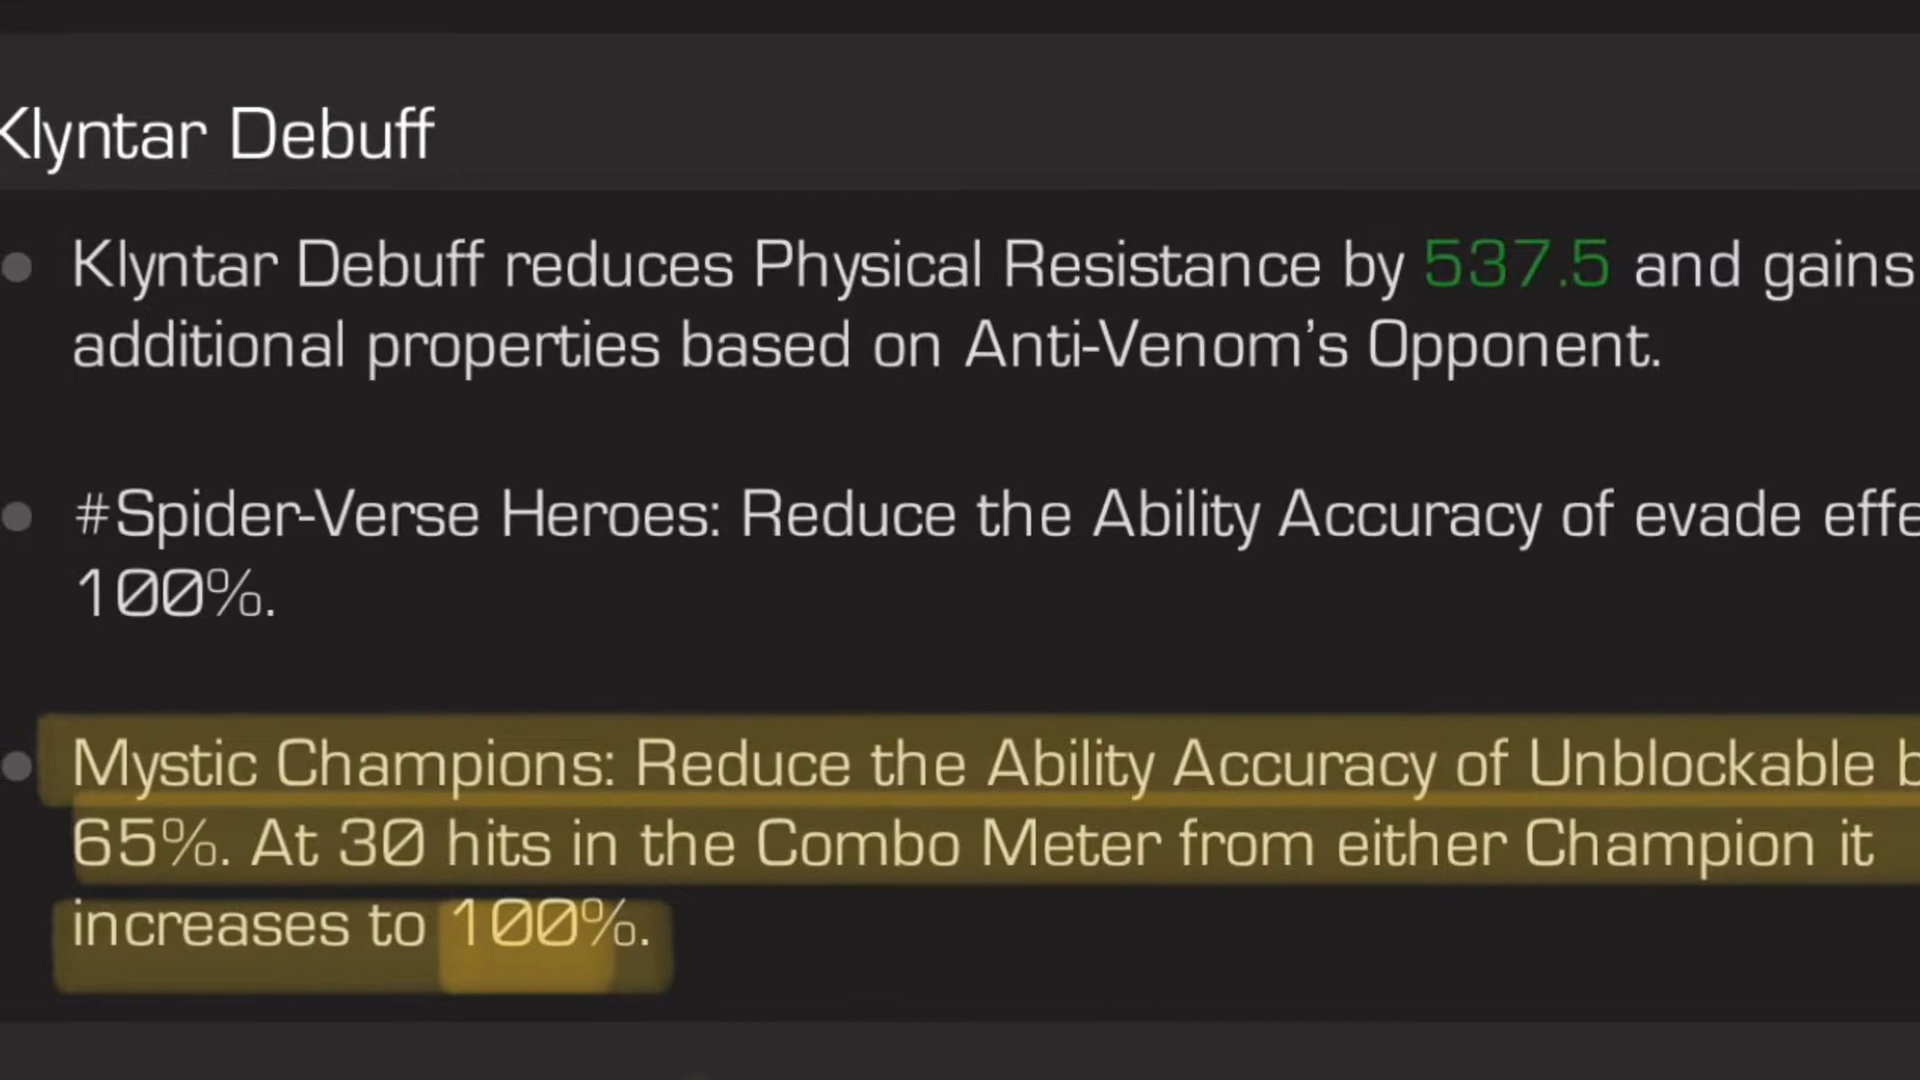 Klyntar Debuff
Klyntar Debuff reduces Physical Resistance by 537.5 and gains
additional properties based on Anti-Venom’s Opponent.
#Spider-Verse Heroes: Reduce the Ability Accuracy of evade
100%.
Mystic Champions: Reduce the Ability Accuracy of Unblockable
65%. At 30 hits in the Combo Meter from either Champion it
increases to 100%.